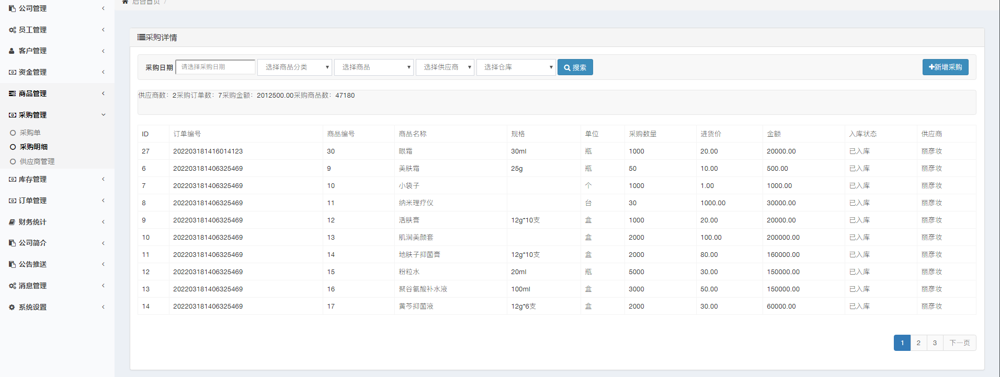 后台首页 /
公司管理
员工管理
客户管理
资金管理
商品管理
采购管理
采购单
采购明细
供应商管理
库存管理
订单管理
财务统计
公司简介
公告推送
消息管理
系统设置
采购详情
采购日期 请选择采购日期 选择商品分类 选择商品 选择供应商 选择仓库 搜索 新增采购
供应商数：2采购订单数：7采购金额：2012500.00采购商品数：47180
ID 订单编号 商品编号 商品名称 规格 单位 采购数量 进货价 金额 入库状态 供应商
27 202203181416014123 30 眼霜 30ml 瓶 1000 20.00 20000.00 已入库 丽彦妆
6 202203181406325469 9 美肤霜 25g 瓶 50 10.00 500.00 已入库 丽彦妆
7 202203181406325469 10 小袋子 个 1000 1.00 1000.00 已入库 丽彦妆
8 202203181406325469 11 纳米理疗仪 台 30 1000.00 30000.00 已入库 丽彦妆
9 202203181406325469 12 活肤膏 12g*10支 盒 1000 20.00 20000.00 已入库 丽彦妆
10 202203181406325469 13 肌润美颜套 盒 2000 100.00 200000.00 已入库 丽彦妆
11 202203181406325469 14 地肤子抑菌膏 12g*10支 盒 2000 80.00 160000.00 已入库 丽彦妆
12 202203181406325469 15 粉粒水 20ml 瓶 5000 30.00 150000.00 已入库 丽彦妆
13 202203181406325469 16 聚谷氨酸补水液 100ml 盒 3000 50.00 150000.00 已入库 丽彦妆
14 202203181406325469 17 黄芩抑菌液 12g*6支 盒 2000 30.00 60000.00 已入库 丽彦妆
1 2 3 下一页